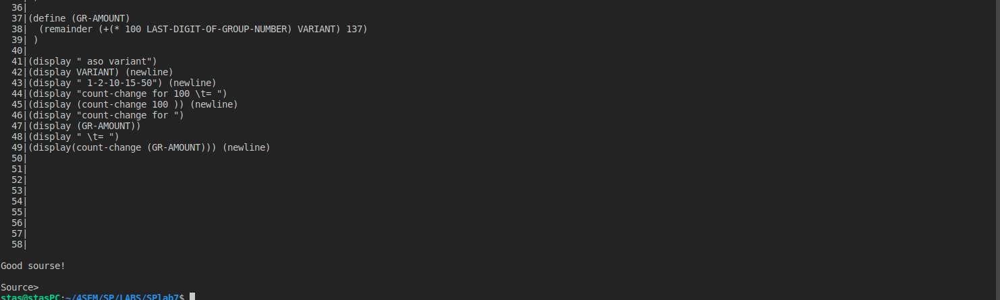 36|
37|(define (GR-AMOUNT)
38|  (remainder (+(* 100 LAST-DIGIT-OF-GROUP-NUMBER) VARIANT) 137)
39| )
40|
41|(display " aso variant")
42|(display VARIANT) (newline)
43|(display " 1-2-10-15-50") (newline)
44|(display "count-change for 100 \t= ")
45|(display (count-change 100 )) (newline)
46|(display "count-change for ")
47|(display (GR-AMOUNT))
48|(display " \t= ")
49|(display(count-change (GR-AMOUNT))) (newline)
50|
51|
52|
53|
54|
55|
56|
57|
58|
Good sourse!
Source>
stas@stasPC:~/4SEM/SP/LABS/SPlab7$